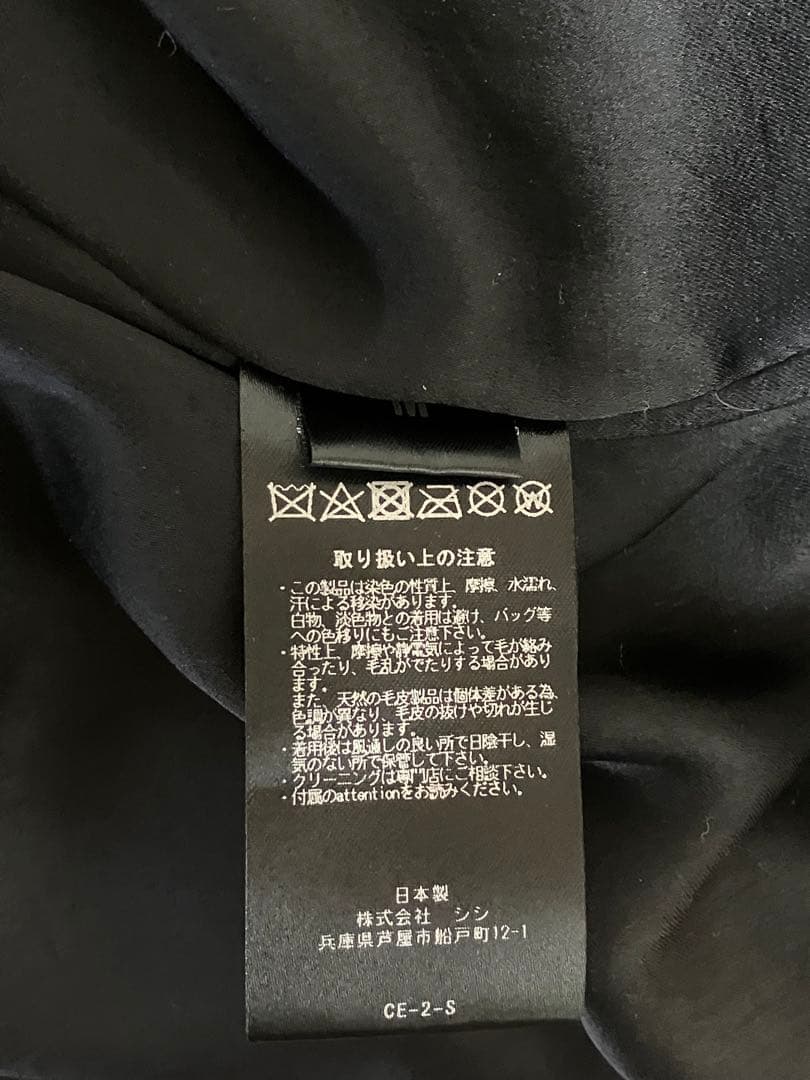 取り扱い上の注意
・この製品は染色の性質上、摩擦、水濡れ、
汗による移染があります。
白物、淡色物との着用は避け、バッグ等
への色移りにもご注意下さい。
・特性上、摩擦や静電気によって毛が絡み
合ったり、毛乱がでたりする場合があり
ます。
また、天然の毛皮製品は個体差がある為、
色調が異なり、毛皮の抜けや切れが生じ
る場合があります。
・着用後は風通しの良い所で日陰干し、湿
気のない所で保管して下さい。
・クリーニングは専門店にご相談下さい。
・付属のattentionをお読みください。
日本製
株式会社 シシ
兵庫県芦屋市船戸町12-1
CE-2-S